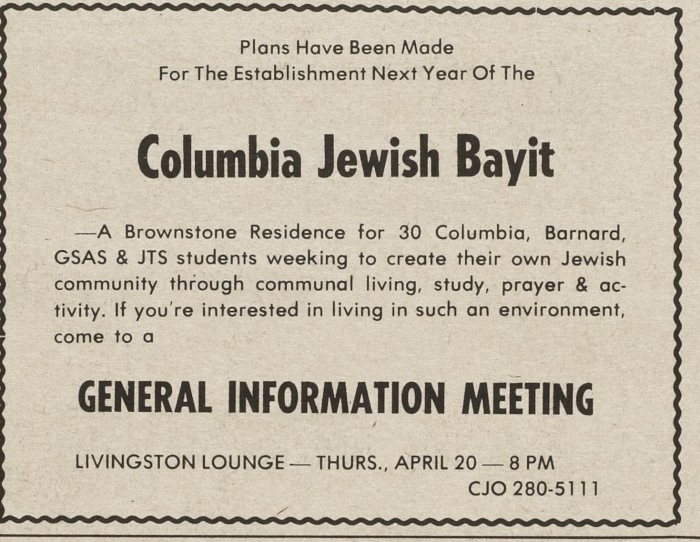 Plans Have Been Made
For The Establishment Next Year Of The
Columbia Jewish Bayit
—A Brownstone Residence for 30 Columbia, Barnard,
GSAS & JTS students weeking to create their own Jewish
community through communal living, study, prayer & ac-
tivity. If you're interested in living in such an environment,
come to a
GENERAL INFORMATION MEETING
LIVINGSTON LOUNGE — THURS., APRIL 20 — 8 PM
CJO 280-5111